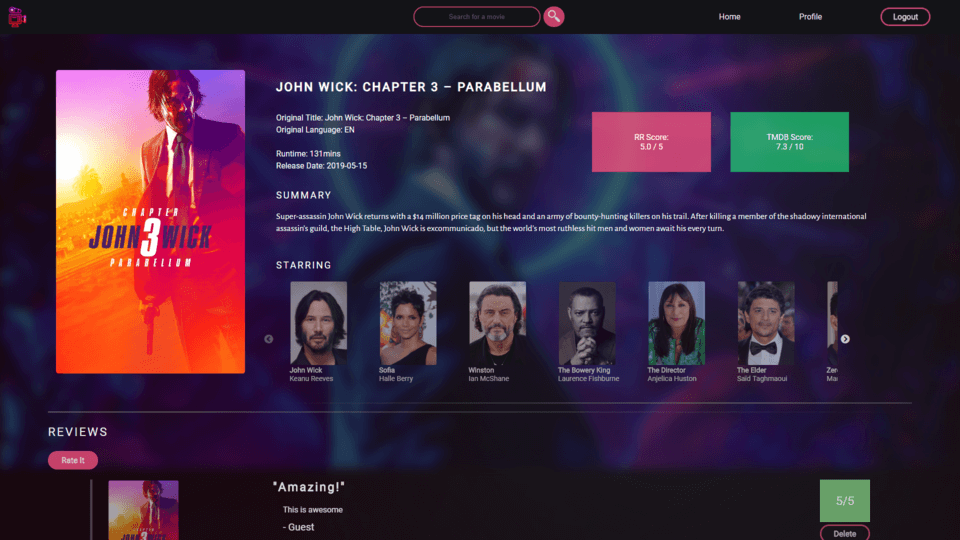 Search for a movie
Home
Profile
Logout
JOHN WICK: CHAPTER 3 – PARABELLUM
Original Title: John Wick: Chapter 3 – Parabellum
Original Language: EN
Runtime: 131mins
Release Date: 2019-05-15
RR Score:
5.0 / 5
TMDB Score:
7.3 / 10
CHAPTER
JOHN 3 WICK
PARABELLUM
SUMMARY
Super-assassin John Wick returns with a $14 million price tag on his head and an army of bounty-hunting killers on his trail. After killing a member of the shadowy international
assassin's guild, the High Table, John Wick is excommunicado, but the world's most ruthless hit men and women await his every turn.
STARRING
John Wick
Keanu Reeves
Sofia
Halle Berry
Winston
Ian McShane
The Bowery King
Laurence Fishburne
The Director
Anjelica Huston
The Elder
Saïd Taghmaoui
Zer
Ma
REVIEWS
Rate It
CHAPTER
JOHN 3 WICK
"Amazing!"
This is awesome
- Guest
5/5
Delete